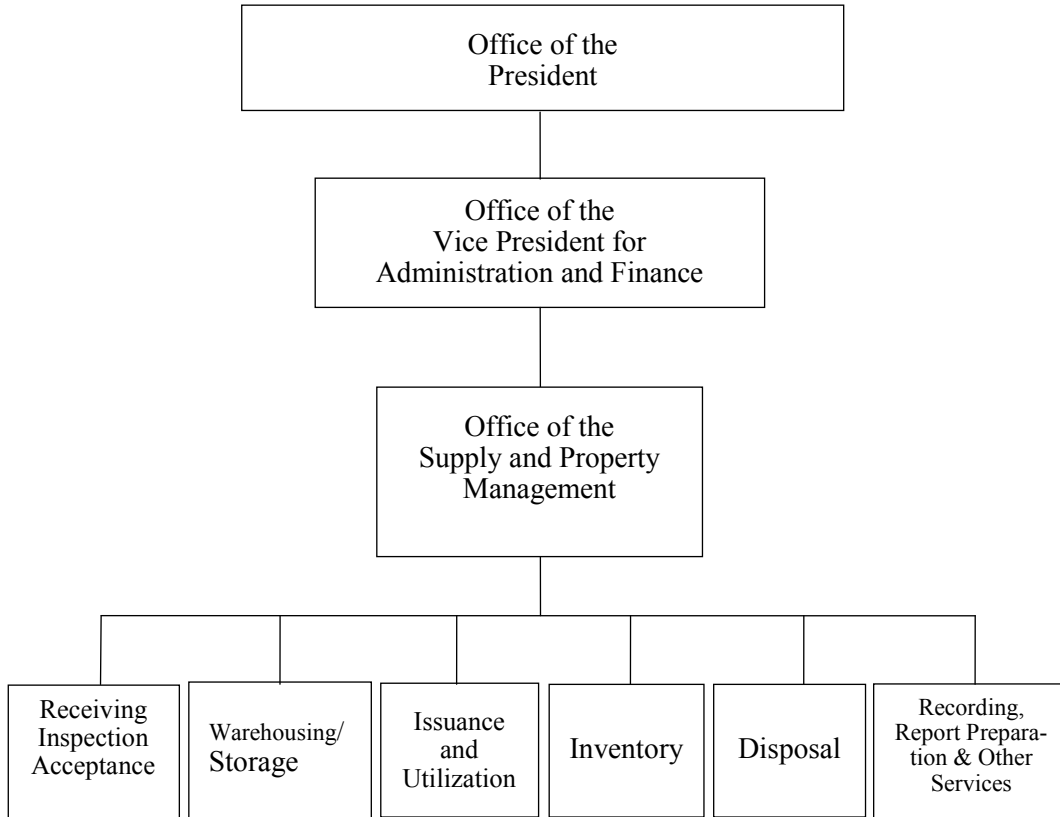 Office of the
President
Office of the
Vice President for
Administration and Finance
Office of the
Supply and Property
Management
Receiving
Inspection
Acceptance
Warehousing/
Storage
Issuance
and
Utilization
Inventory
Disposal
Recording,
Report Prepara-
tion & Other
Services